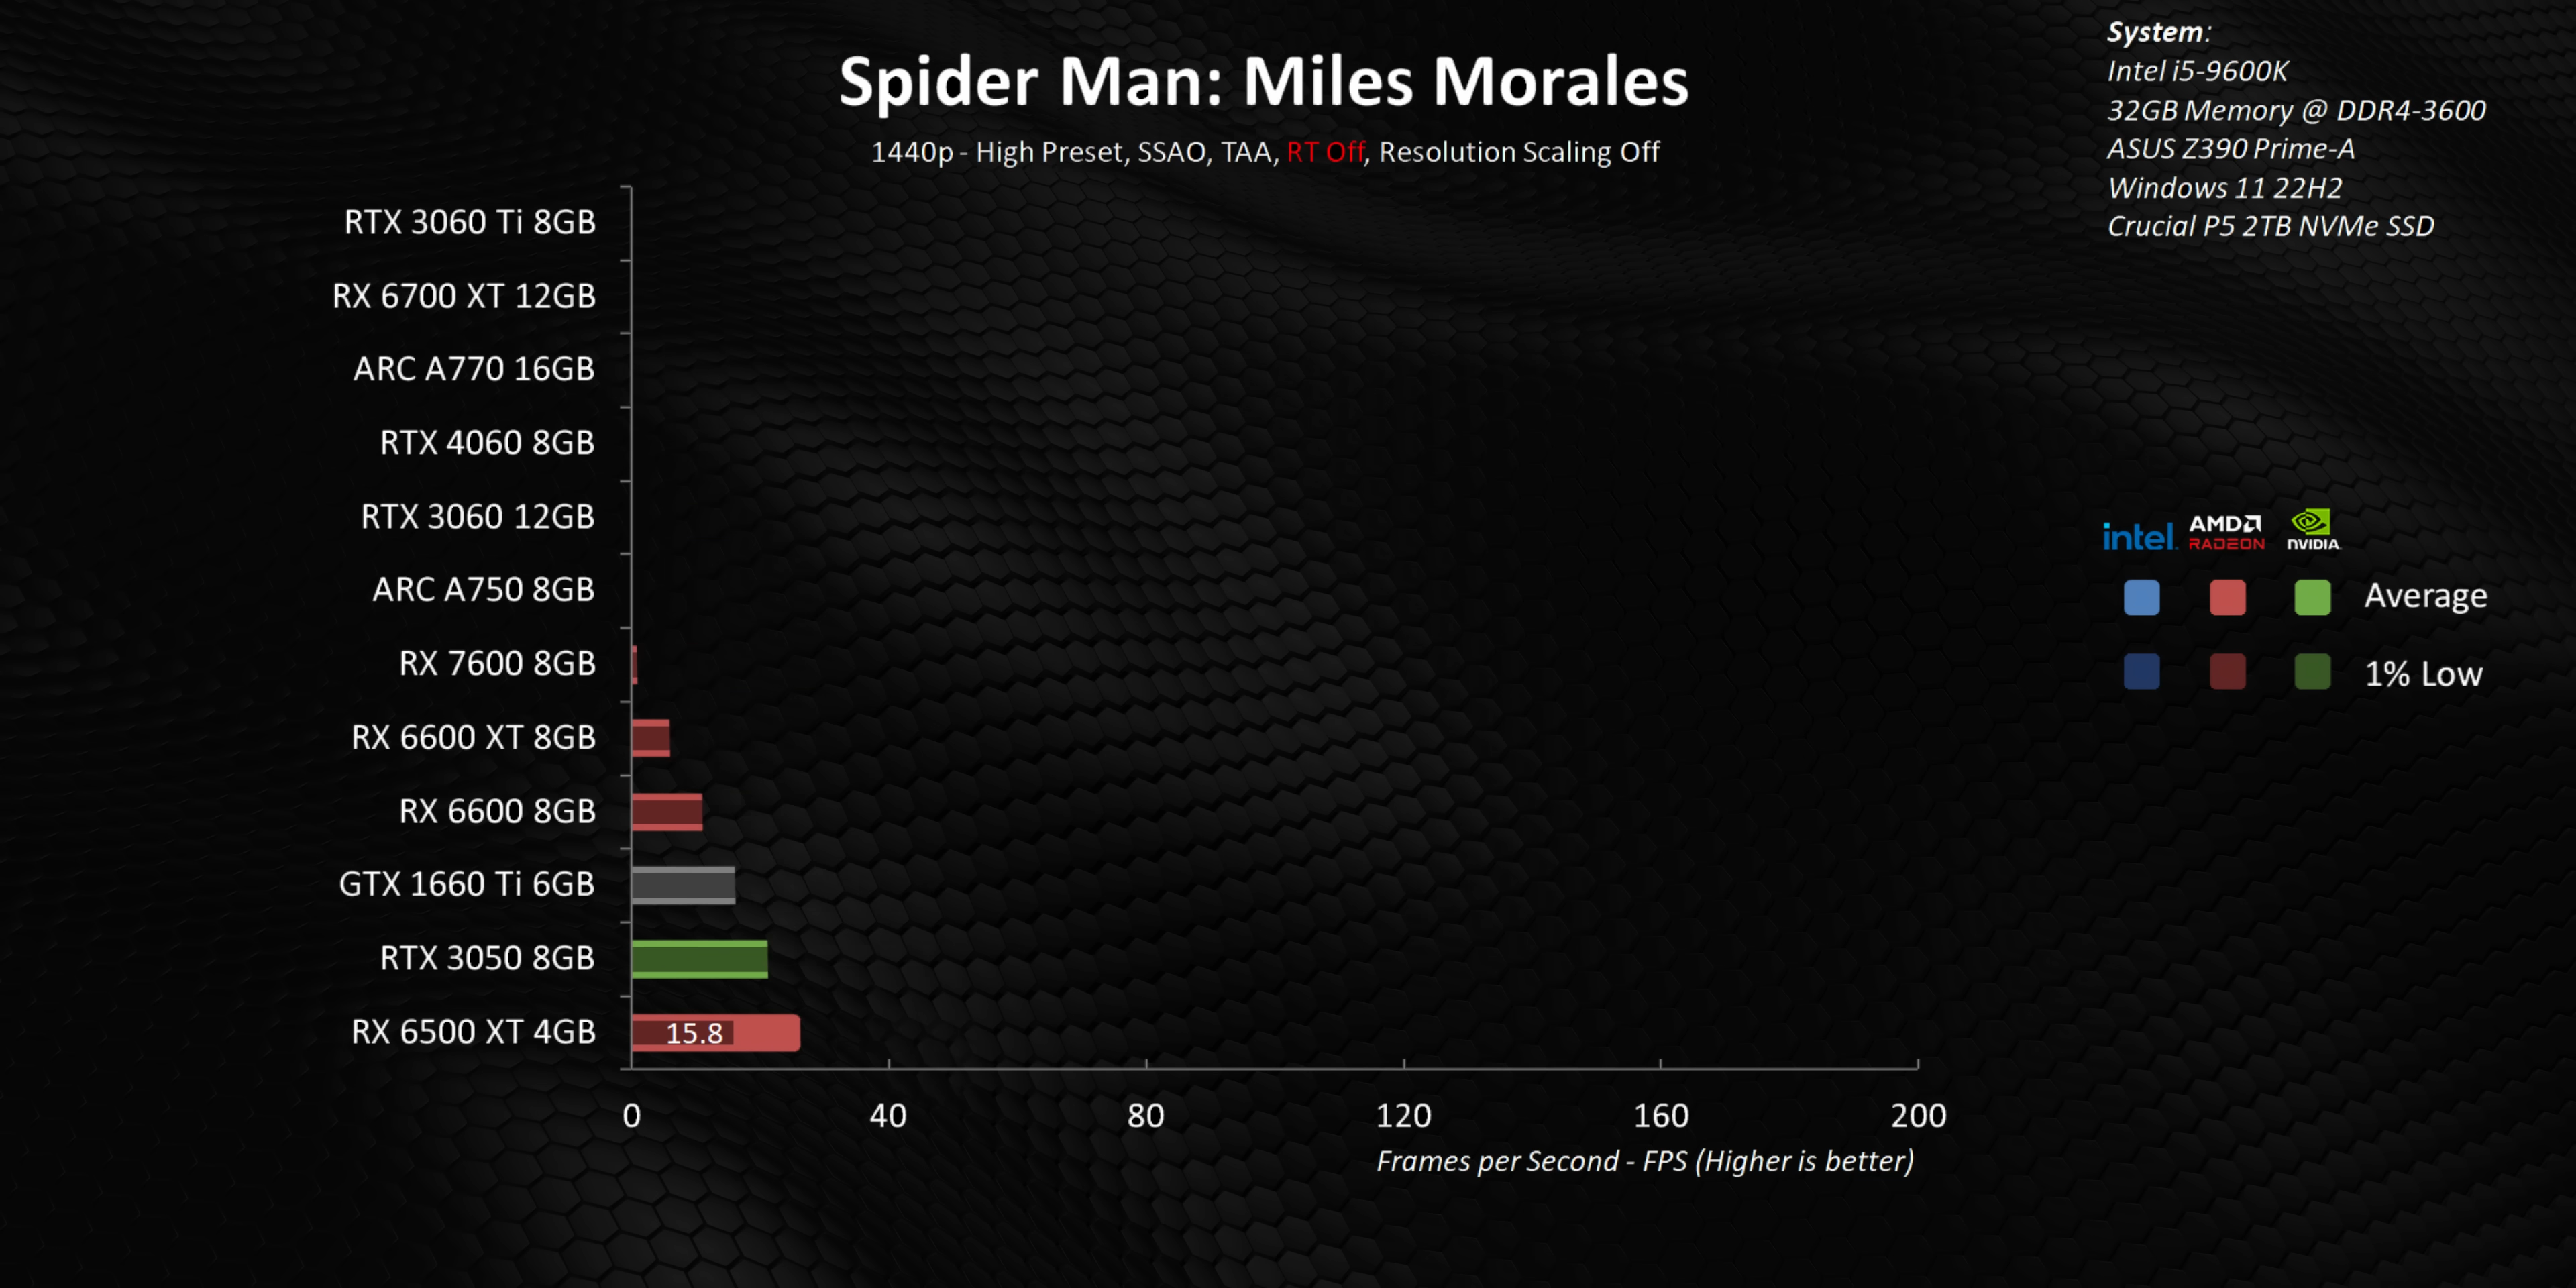 System:
Intel i5-9600K
32GB Memory @ DDR4-3600
ASUS Z390 Prime-A
Windows 11 22H2
Crucial P5 2TB NVMe SSD
Spider Man: Miles Morales
1440p - High Preset, SSAO, TAA, RT Off, Resolution Scaling Off
RTX 3060 Ti 8GB
RX 6700 XT 12GB
ARC A770 16GB
RTX 4060 8GB
RTX 3060 12GB
ARC A750 8GB
RX 7600 8GB
RX 6600 XT 8GB
RX 6600 8GB
GTX 1660 Ti 6GB
RTX 3050 8GB
RX 6500 XT 4GB 15.8
0 40 80 120 160 200
Frames per Second - FPS (Higher is better)
intel AMD RADEON NVIDIA
Average
1% Low